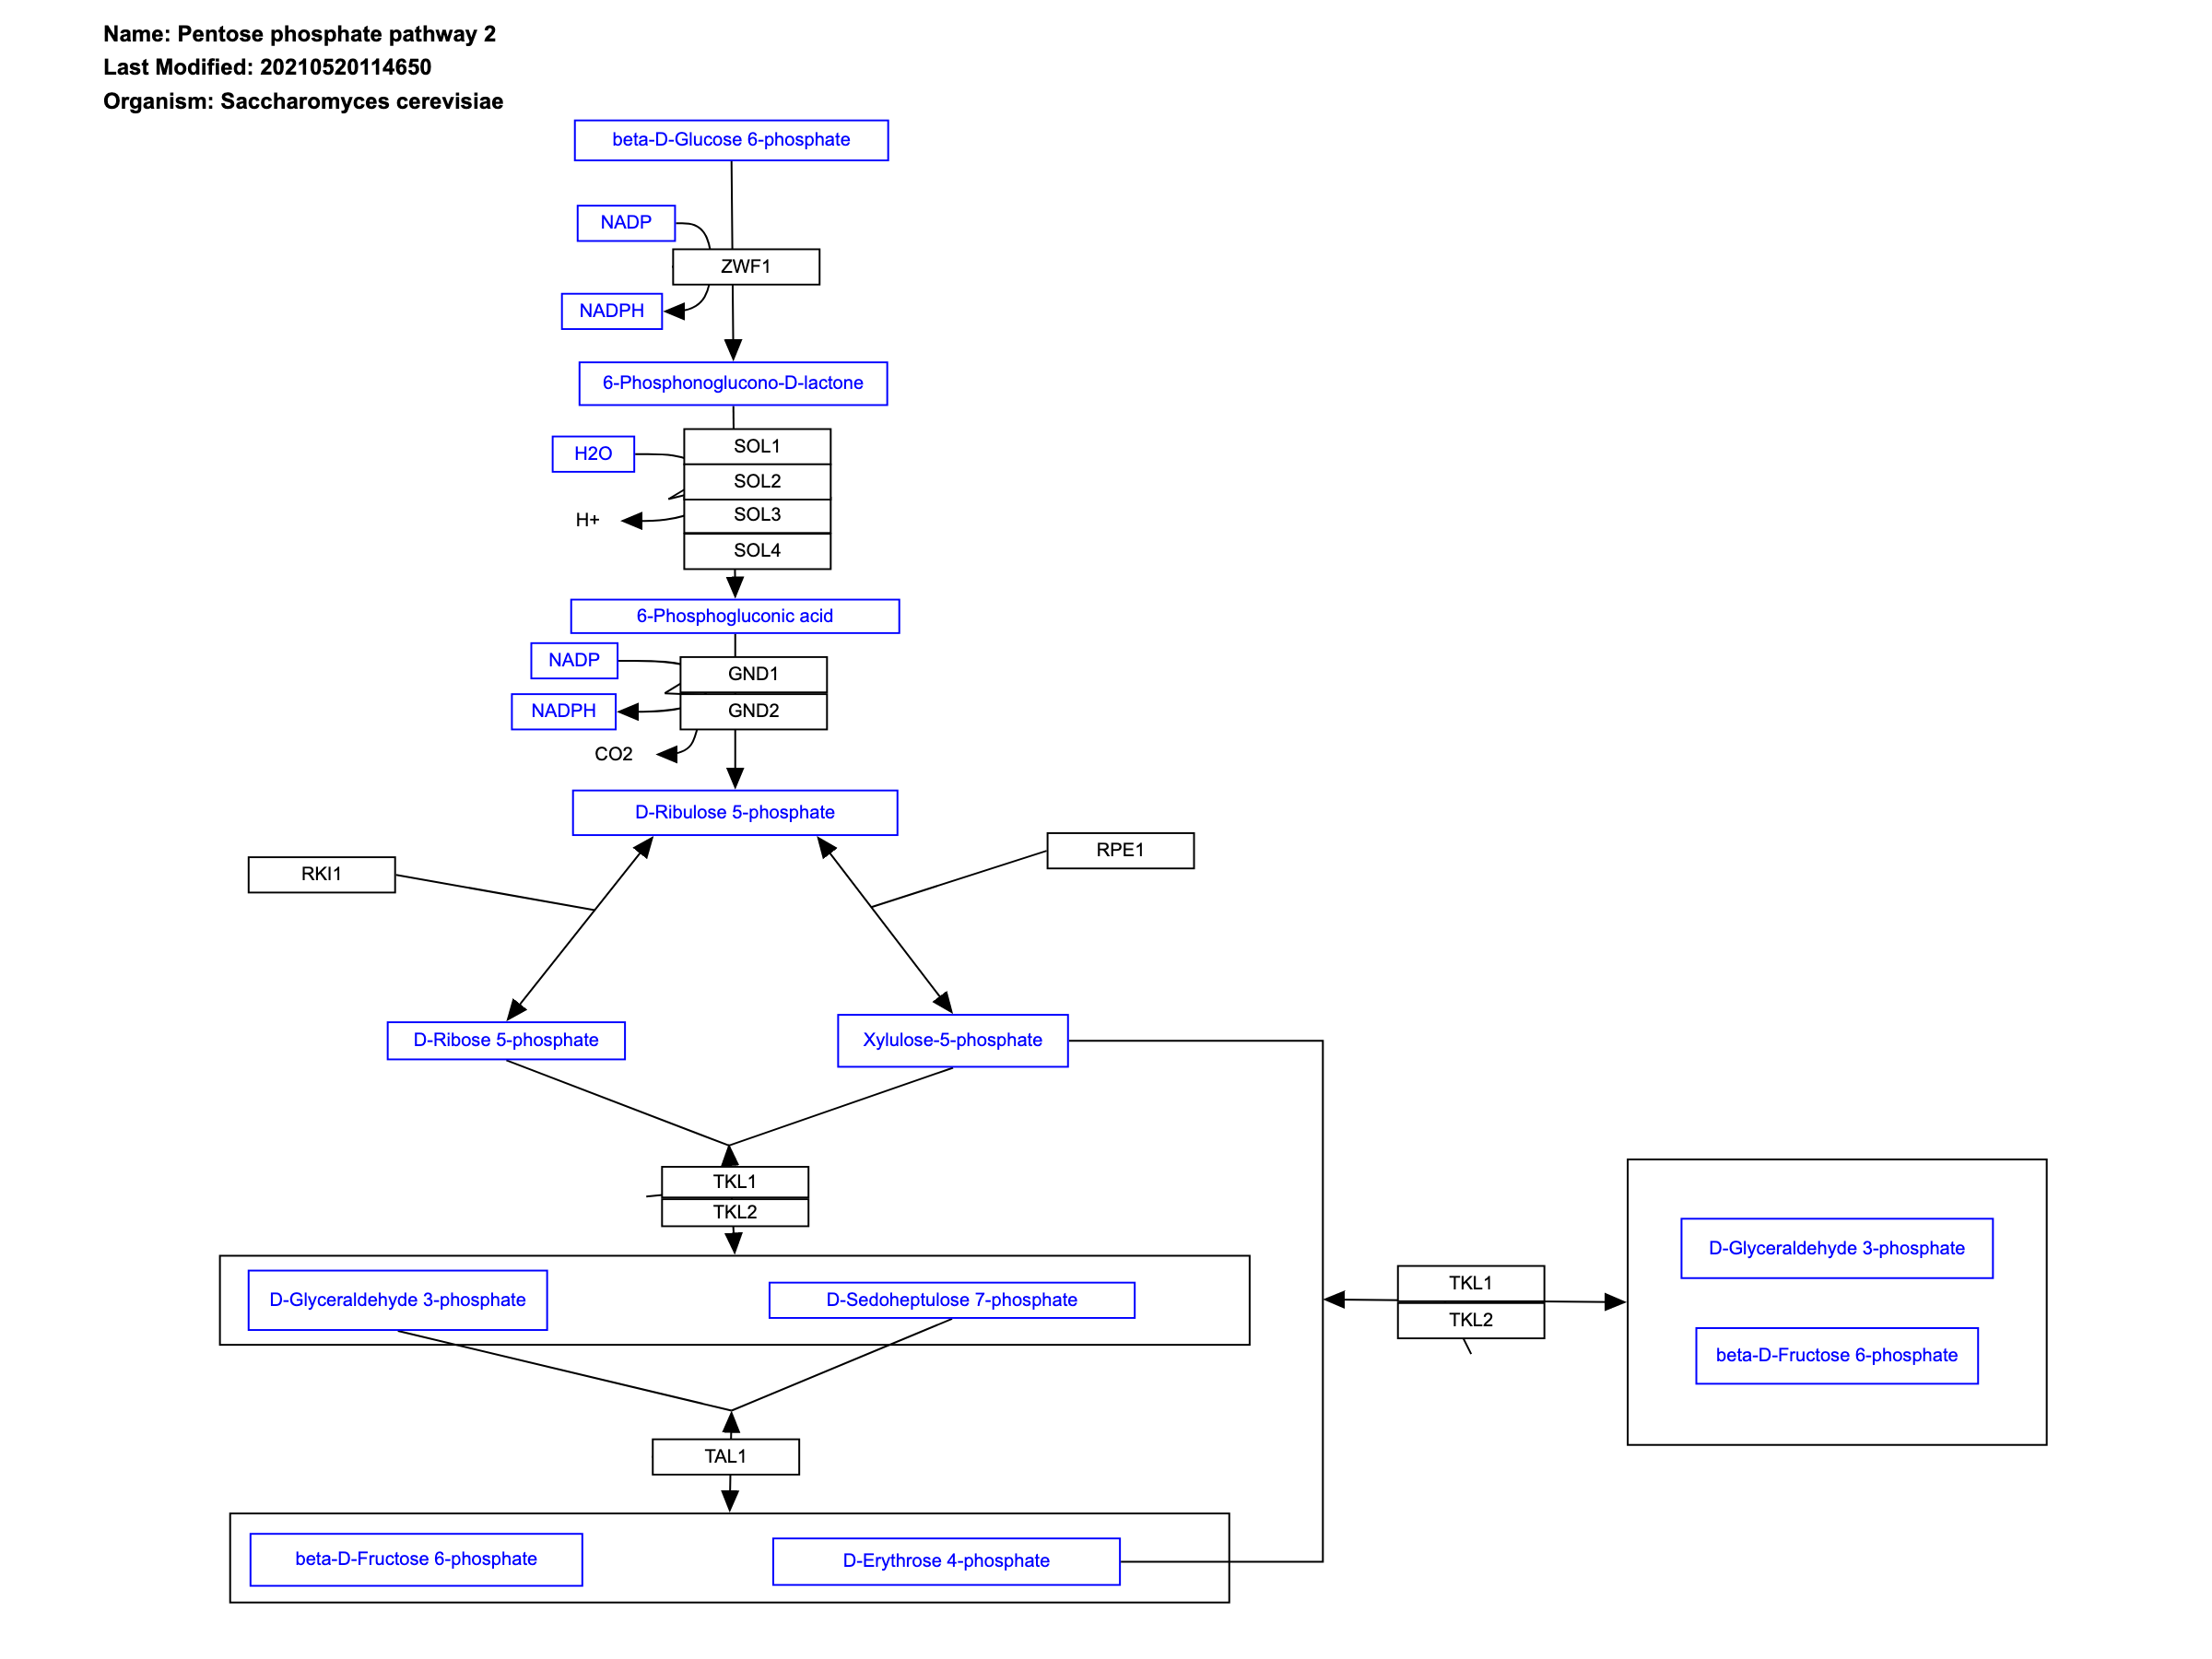 Name: Pentose phosphate pathway 2
Last Modified: 20210520114650
Organism: Saccharomyces cerevisiae
beta-D-Glucose 6-phosphate
NADP
ZWF1
NADPH
6-Phosphonoglucono-D-lactone
SOL1
H2O
SOL2
SOL3
H+
SOL4
6-Phosphogluconic acid
NADP
GND1
NADPH
GND2
CO2
D-Ribulose 5-phosphate
RPE1
RKI1
D-Ribose 5-phosphate
Xylulose-5-phosphate
TKL1
TKL2
D-Glyceraldehyde 3-phosphate
TKL1
D-Glyceraldehyde 3-phosphate
D-Sedoheptulose 7-phosphate
TKL2
beta-D-Fructose 6-phosphate
TAL1
beta-D-Fructose 6-phosphate
D-Erythrose 4-phosphate